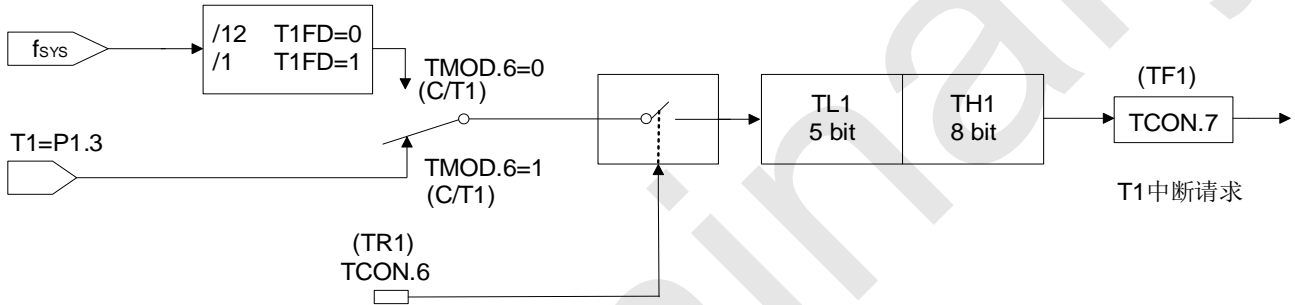 fSYS
/12 T1FD=0
/1 T1FD=1
TMOD.6=0
(C/T1)
T1=P1.3
TMOD.6=1
(C/T1)
(TR1)
TCON.6
TL1
5 bit
TH1
8 bit
(TF1)
TCON.7
T1中断请求